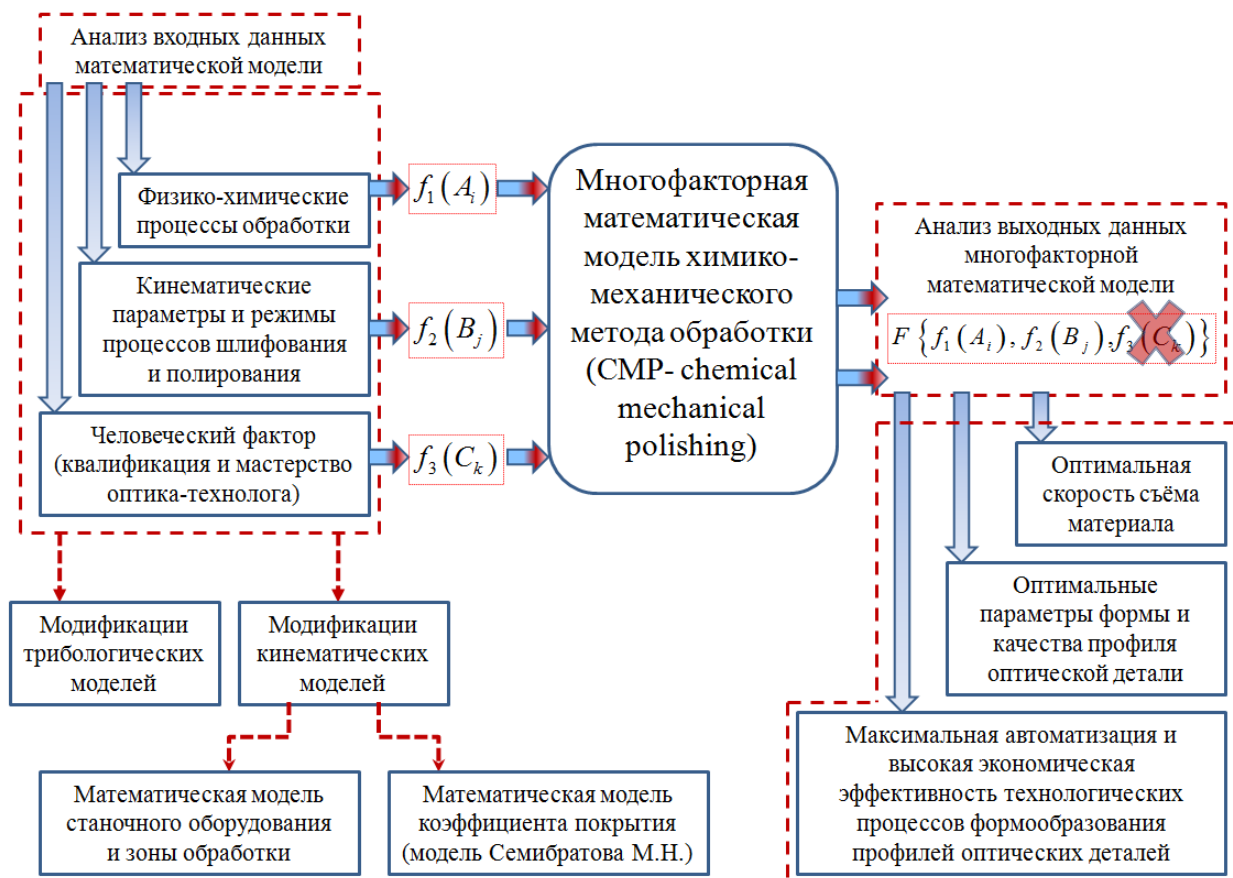 Анализ входных данных
математической модели
Физико-химические
процессы обработки
f₁(Aᵢ)
Кинематические
параметры и режимы
процессов шлифования
и полирования
f₂(Bⱼ)
Человеческий фактор
(квалификация и мастерство
оптика-технолога)
f₃(Cₖ)
Многофакторная
математическая
модель химико-
механического
метода обработки
(CMP- chemical
mechanical
polishing)
Анализ выходных данных
многофакторной
математической модели
F {f₁(Aᵢ), f₂(Bⱼ),f₃(Cₖ)}
Оптимальная
скорость съёма
материала
Оптимальные
параметры формы и
качества профиля
оптической детали
Максимальная автоматизация и
высокая экономическая
эффективность технологических
процессов формообразования
профилей оптических деталей
Модификации
трибологических
моделей
Модификации
кинематических
моделей
Математическая модель
станочного оборудования
и зоны обработки
Математическая модель
коэффициента покрытия
(модель Семибратова М.Н.)